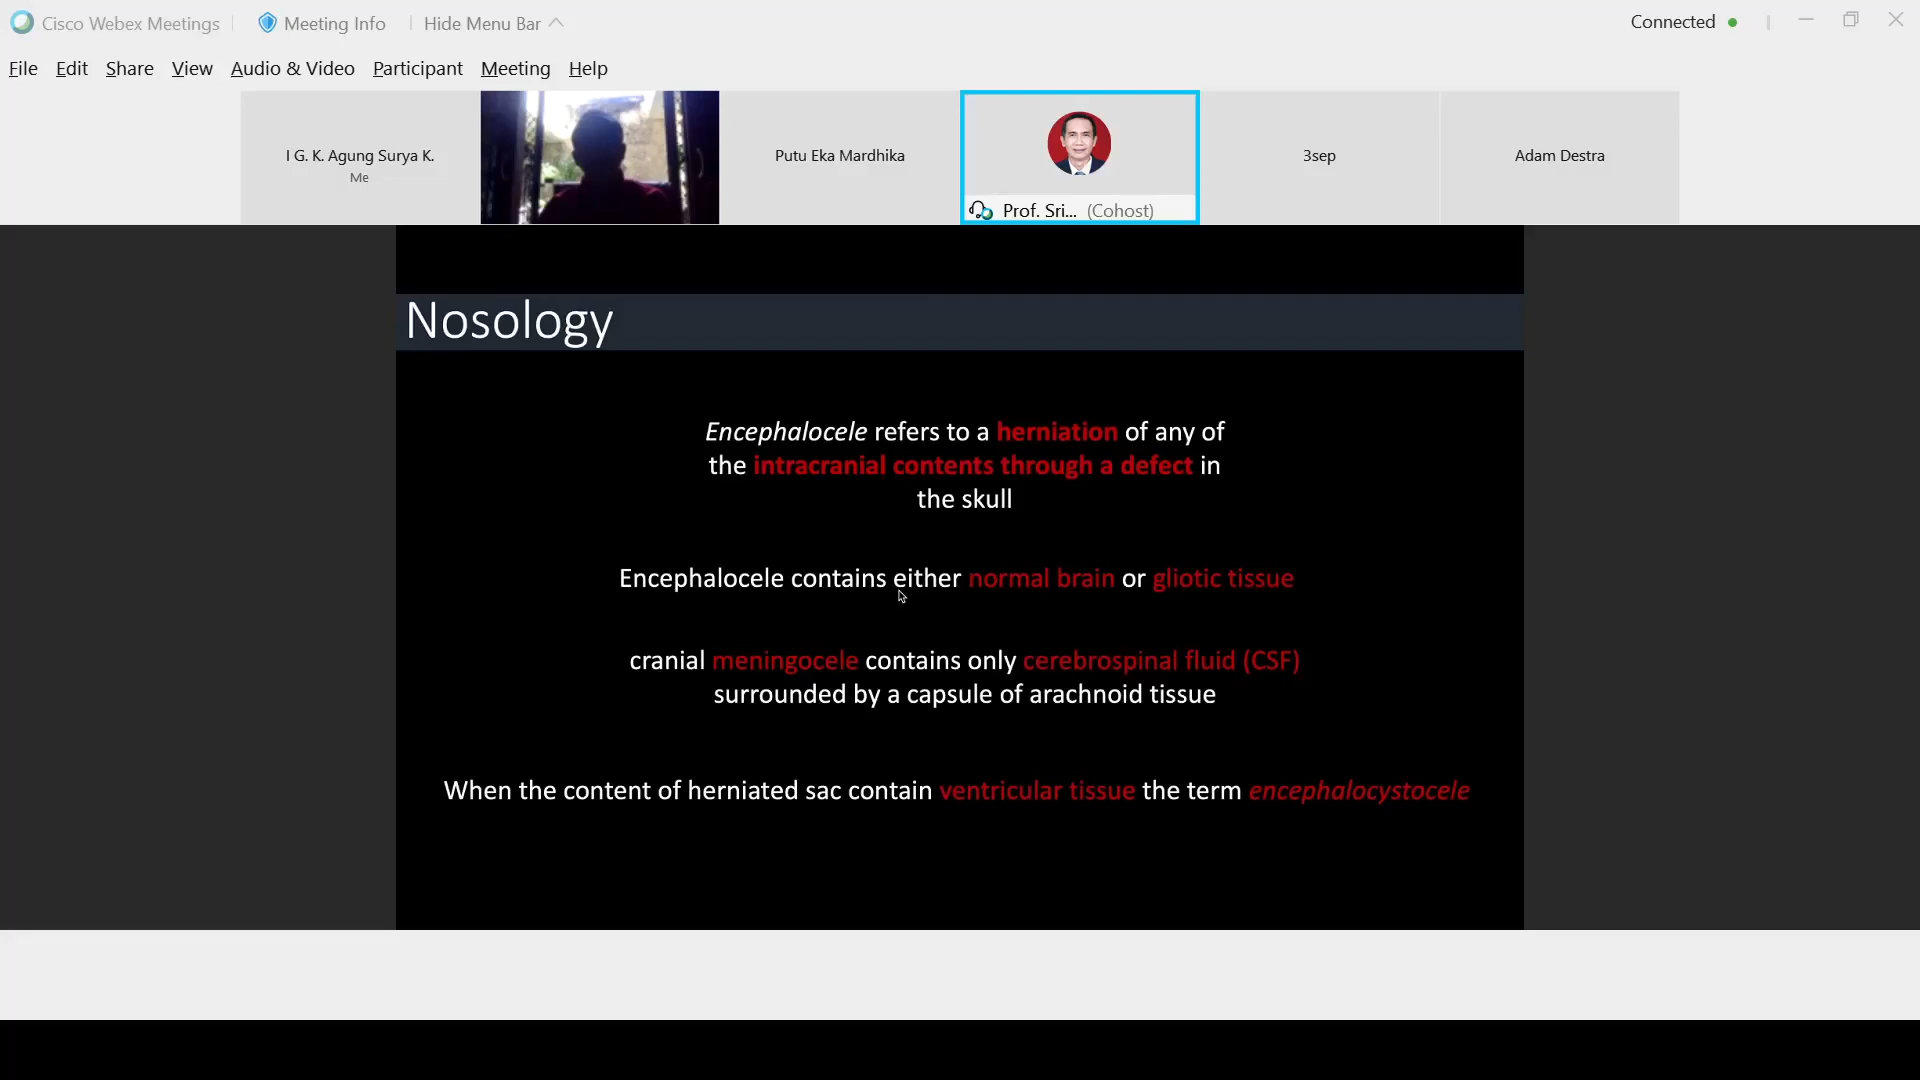 Cisco Webex Meetings
Meeting Info
Hide Menu Bar
Connected
File Edit Share View Audio & Video Participant Meeting Help
I G. K. Agung Surya K.
Me
Putu Eka Mardhika
Prof. Sri... (Cohost)
3sep
Adam Destra
Nosology
Encephalocele refers to a herniation of any of
the intracranial contents through a defect in
the skull
Encephalocele contains either normal brain or gliotic tissue
cranial meningocele contains only cerebrospinal fluid (CSF)
surrounded by a capsule of arachnoid tissue
When the content of herniated sac contain ventricular tissue the term encephalocystocele